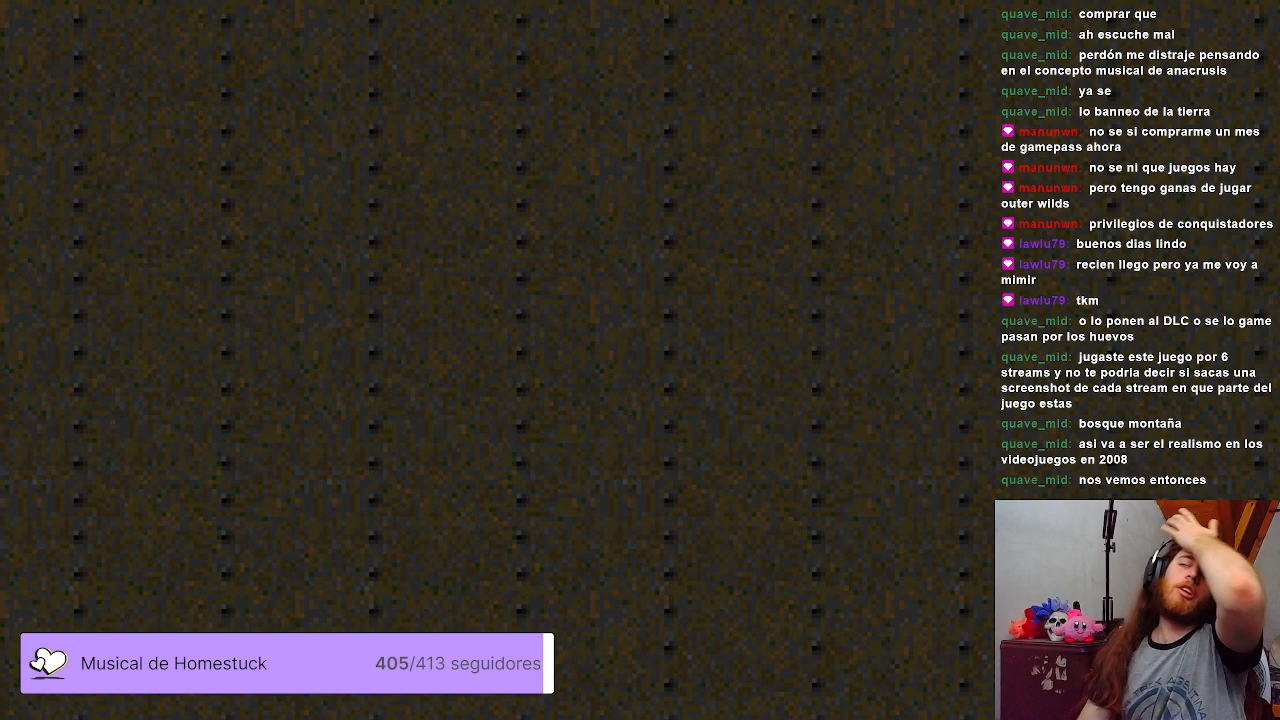 quave_mid: comprar que
quave_mid: ah escuche mal
quave_mid: perdón me distraje pensando
en el concepto musical de anacrusis
quave_mid: ya se
quave_mid: lo banneo de la tierra
manunwn: no se si comprarme un mes
de gamepass ahora
manunwn: no se ni que juegos hay
manunwn: pero tengo ganas de jugar
outer wilds
manunwn: privilegios de conquistadores
lawlu79: buenos dias lindo
lawlu79: recien llego pero ya me voy a
mimir
lawlu79: tkm
quave_mid: o lo ponen al DLC o se lo game
pasan por los huevos
quave_mid: jugaste este juego por 6
streams y no te podria decir si sacas una
screenshot de cada stream en que parte del
juego estas
quave_mid: bosque montaña
quave_mid: asi va a ser el realismo en los
videojuegos en 2008
quave_mid: nos vemos entonces
Musical de Homestuck 405/413 seguidores